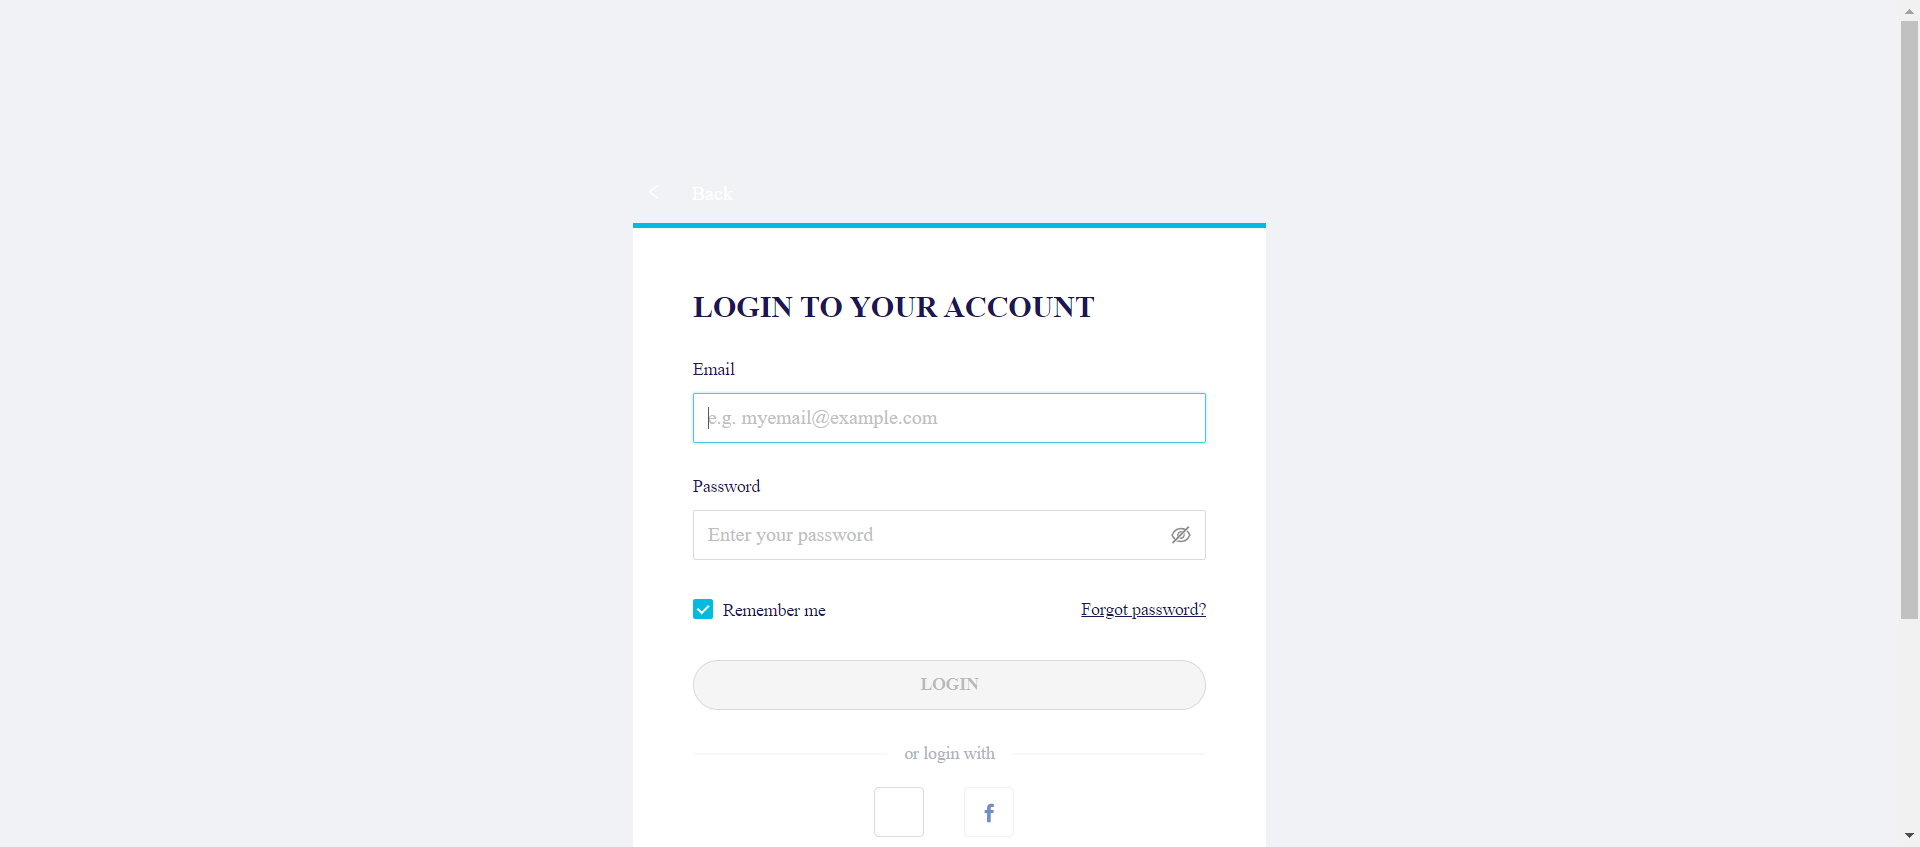 Back
LOGIN TO YOUR ACCOUNT
Email
e.g. myemail@example.com
Password
Enter your password
Remember me
Forgot password?
LOGIN
or login with